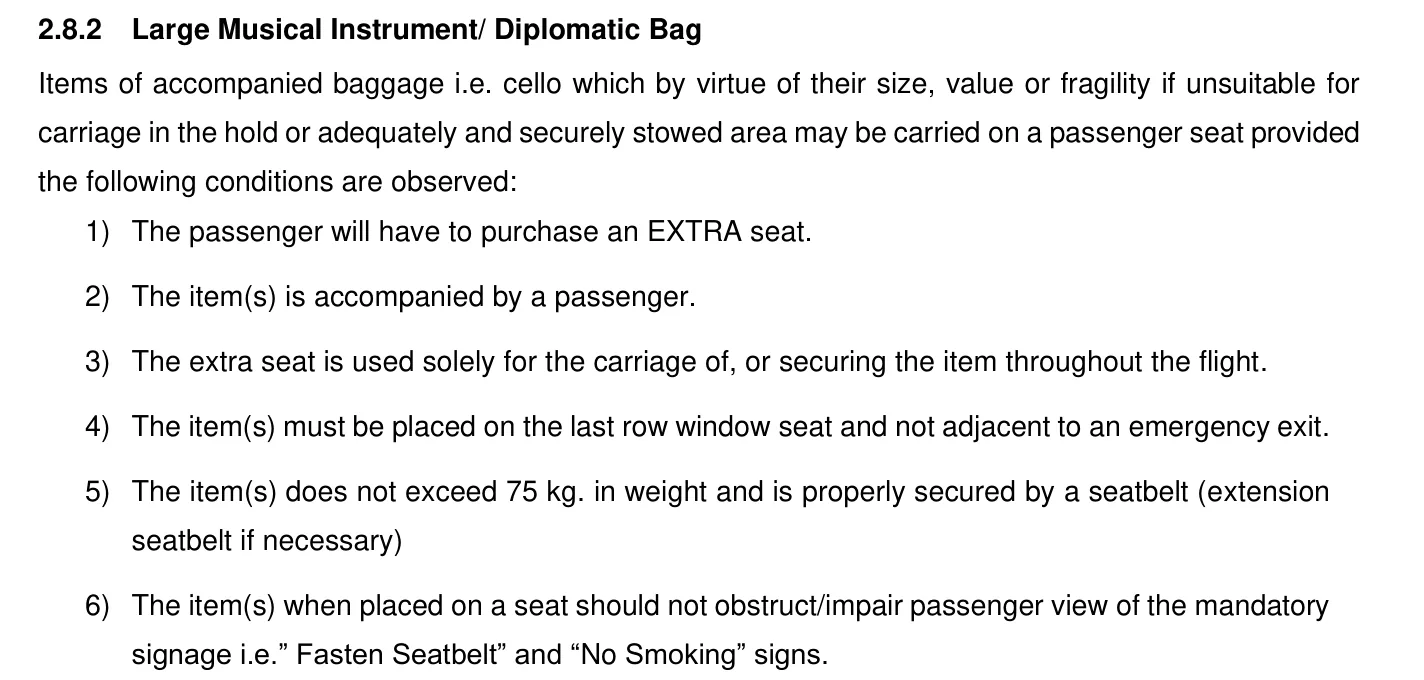 2.8.2 Large Musical Instrument/ Diplomatic Bag
Items of accompanied baggage i.e. cello which by virtue of their size, value or fragility if unsuitable for
carriage in the hold or adequately and securely stowed area may be carried on a passenger seat provided
the following conditions are observed:
1) The passenger will have to purchase an EXTRA seat.
2) The item(s) is accompanied by a passenger.
3) The extra seat is used solely for the carriage of, or securing the item throughout the flight.
4) The item(s) must be placed on the last row window seat and not adjacent to an emergency exit.
5) The item(s) does not exceed 75 kg. in weight and is properly secured by a seatbelt (extension
seatbelt if necessary)
6) The item(s) when placed on a seat should not obstruct/impair passenger view of the mandatory
signage i.e.” Fasten Seatbelt” and “No Smoking” signs.